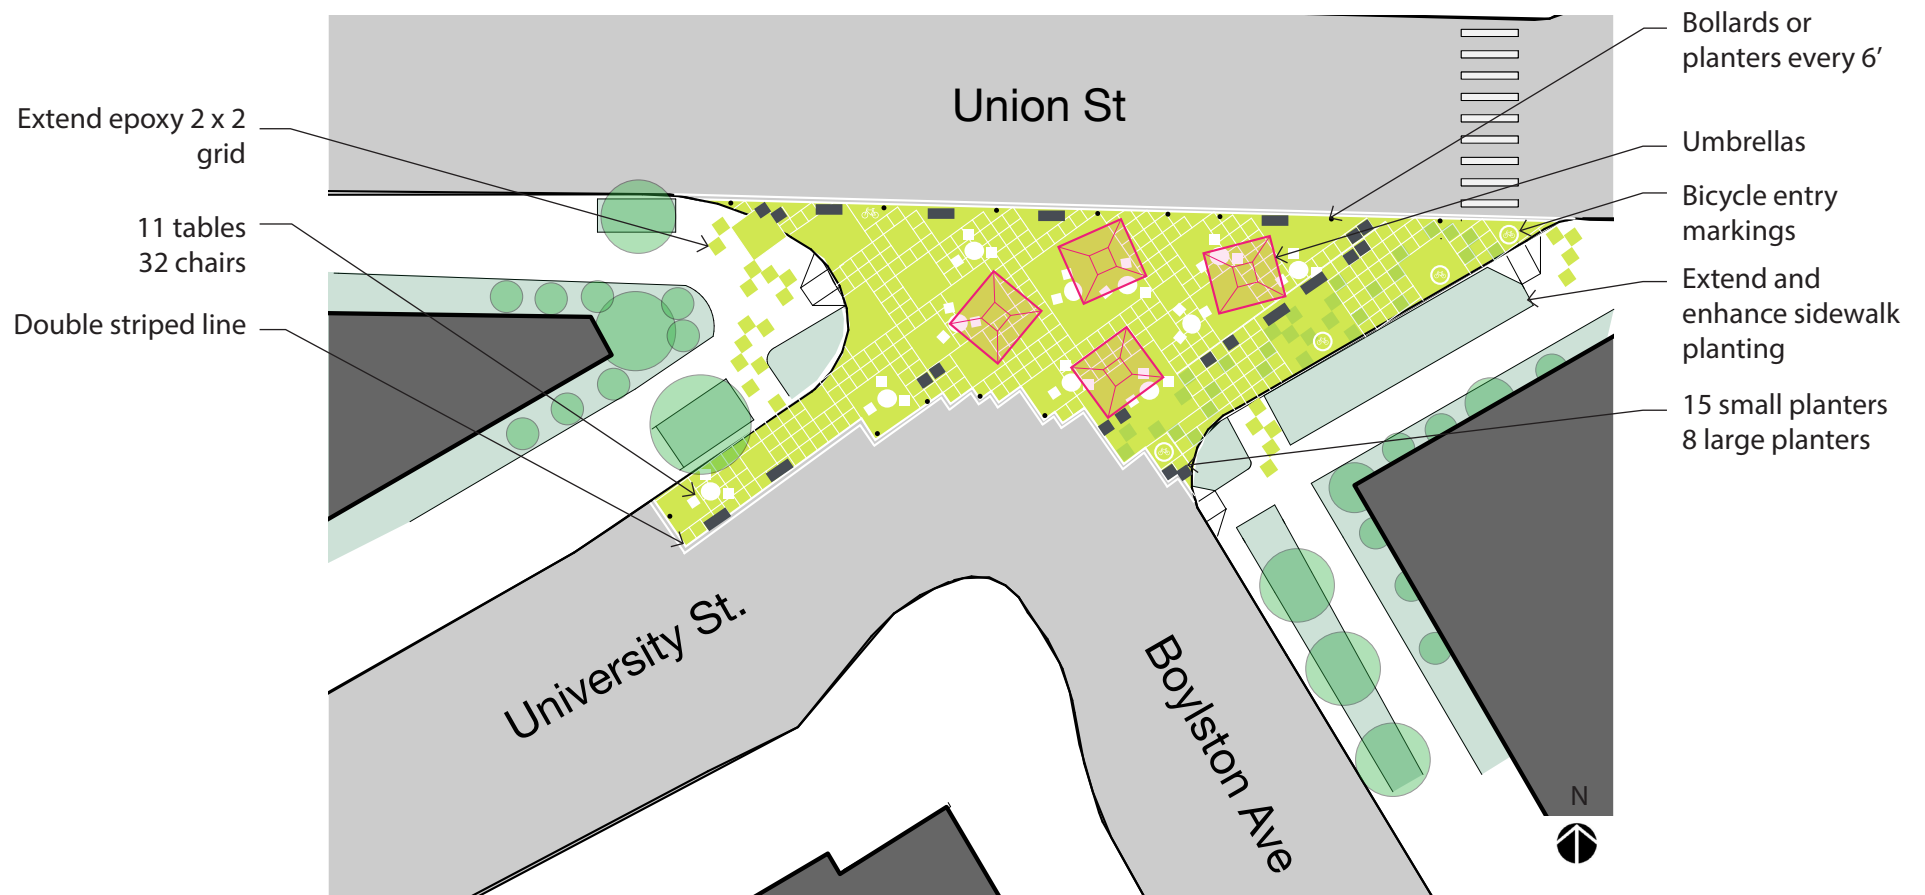 Union St
Extend epoxy 2 x 2
grid
11 tables
32 chairs
Double striped line
Bollards or
planters every 6’
Umbrellas
Bicycle entry
markings
Extend and
enhance sidewalk
planting
15 small planters
8 large planters
University St.
Boylston Ave
N